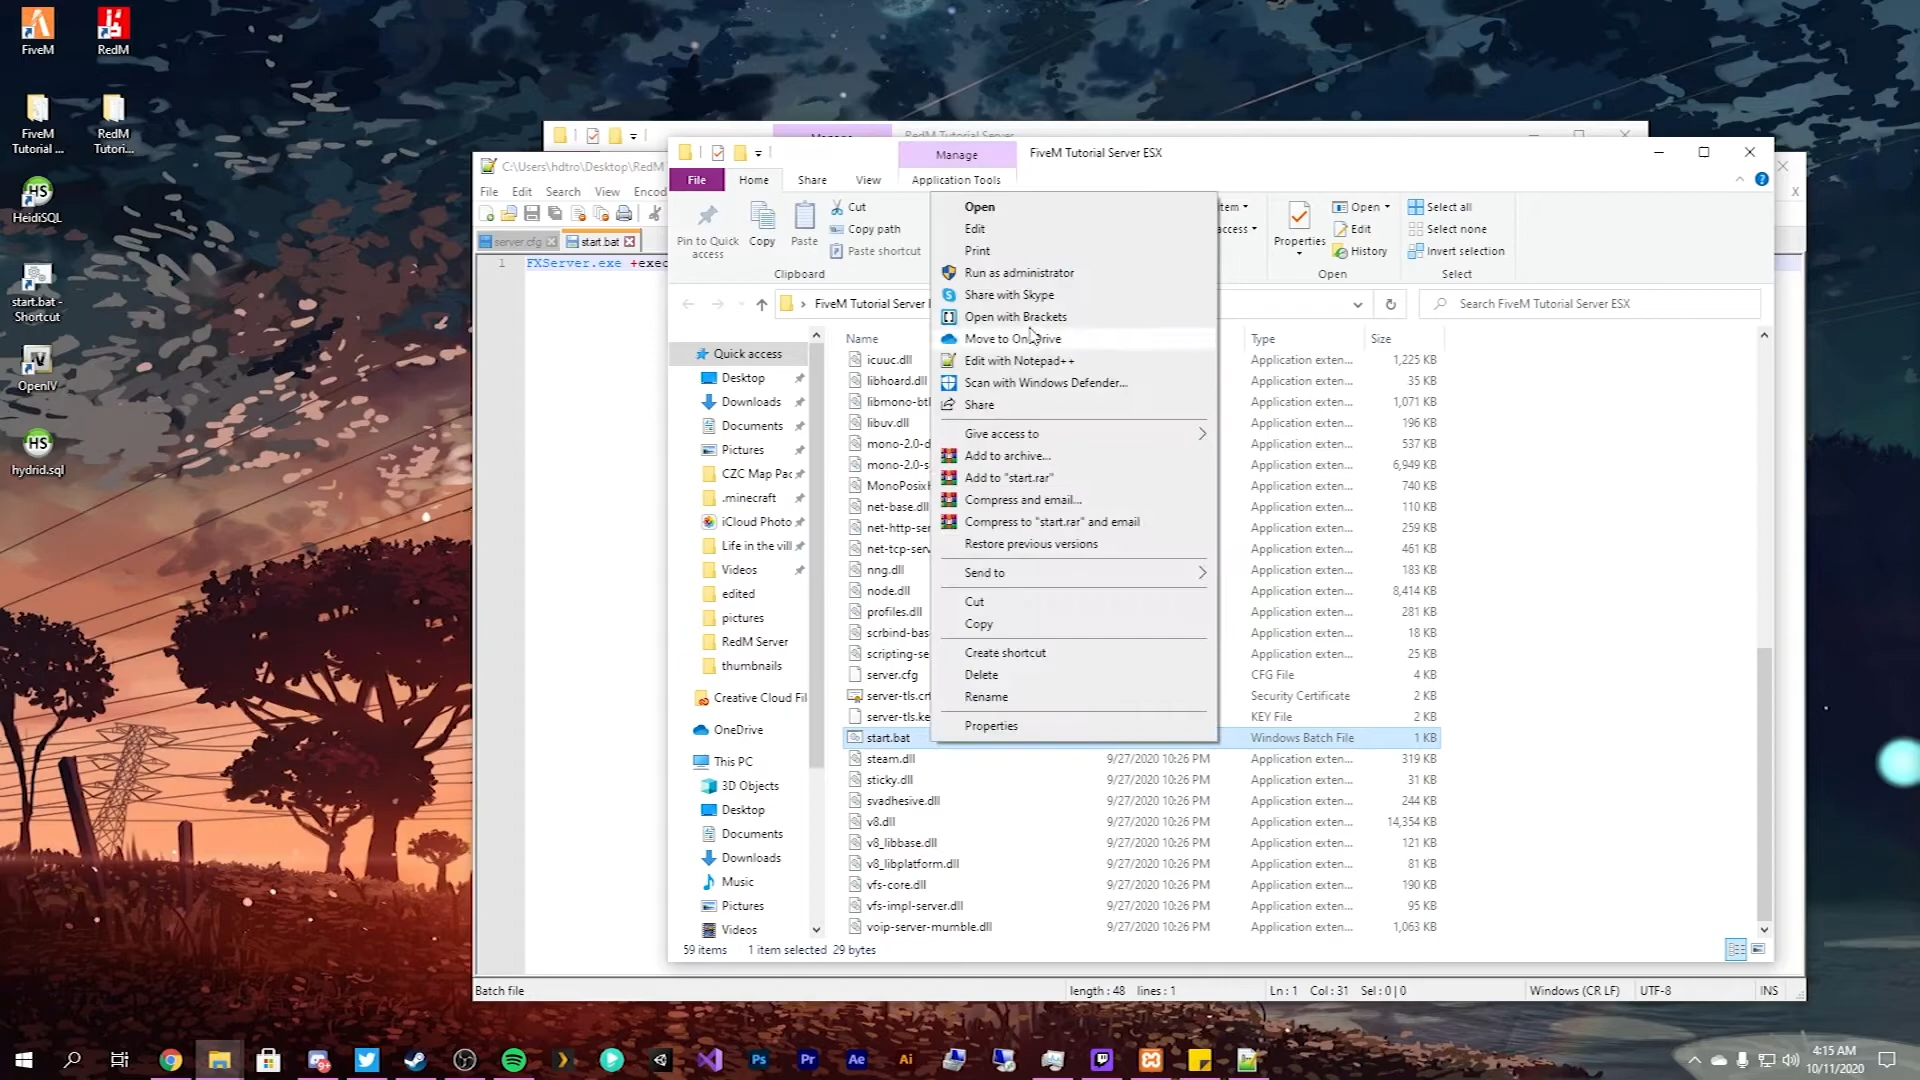 FiveM
RedM
FiveM
Tutorial ...
RedM
Tutori...
HeidiSQL
start.bat -
Shortcut
OpenIV
hydrid.sql
RedM Tutorial Server
C:\Users\hdtro\Desktop\RedM
File Edit Search View Encod
server.cfg start.bat
1 FXServer.exe +exec
Manage FiveM Tutorial Server ESX
File Home Share View Application Tools
Pin to Quick
access
Copy
Paste
Cut
Copy path
Paste shortcut
Clipboard
tem
ccess
Properties
Open
Edit
History
Open
Select all
Select none
Invert selection
Select
FiveM Tutorial Server
Search FiveM Tutorial Server ESX
Quick access
Desktop
Downloads
Documents
Pictures
CZC Map Pac
.minecraft
iCloud Photo
Life in the vill
Videos
edited
pictures
RedM Server
thumbnails
Creative Cloud Fil
OneDrive
This PC
3D Objects
Desktop
Documents
Downloads
Music
Pictures
Videos
Name Type Size
icuuc.dll Application exten... 1,225 KB
libhoard.dll Application exten... 35 KB
libmono-btl Application exten... 1,071 KB
libuv.dll Application exten... 196 KB
mono-2.0-d Application exten... 537 KB
mono-2.0-s Application exten... 6,949 KB
MonoPosixH Application exten... 740 KB
net-base.dll Application exten... 110 KB
net-http-ser Application exten... 259 KB
net-tcp-serv Application exten... 461 KB
nng.dll Application exten... 183 KB
node.dll Application exten... 8,414 KB
profiles.dll Application exten... 281 KB
scrbind-bas Application exten... 18 KB
scripting-se Application exten... 25 KB
server.cfg CFG File 4 KB
server-tls.crt Security Certificate 2 KB
server-tls.ke KEY File 2 KB
start.bat Windows Batch File 1 KB
steam.dll 9/27/2020 10:26 PM Application exten... 319 KB
sticky.dll 9/27/2020 10:26 PM Application exten... 31 KB
svadhesive.dll 9/27/2020 10:26 PM Application exten... 244 KB
v8.dll 9/27/2020 10:26 PM Application exten... 14,354 KB
v8_libbase.dll 9/27/2020 10:26 PM Application exten... 121 KB
v8_libplatform.dll 9/27/2020 10:26 PM Application exten... 81 KB
vfs-core.dll 9/27/2020 10:26 PM Application exten... 190 KB
vfs-impl-server.dll 9/27/2020 10:26 PM Application exten... 95 KB
voip-server-mumble.dll 9/27/2020 10:26 PM Application exten... 1,063 KB
Open
Edit
Print
Run as administrator
Share with Skype
Open with Brackets
Move to OneDrive
Edit with Notepad++
Scan with Windows Defender...
Share
Give access to
Add to archive...
Add to "start.rar"
Compress and email...
Compress to "start.rar" and email
Restore previous versions
Send to
Cut
Copy
Create shortcut
Delete
Rename
Properties
59 items 1 item selected 29 bytes
Batch file length : 48 lines : 1 Ln : 1 Col : 31 Sel : 0 | 0 Windows (CR LF) UTF-8 INS
Ps Pr Ae Ai
4:15 AM
10/11/2020